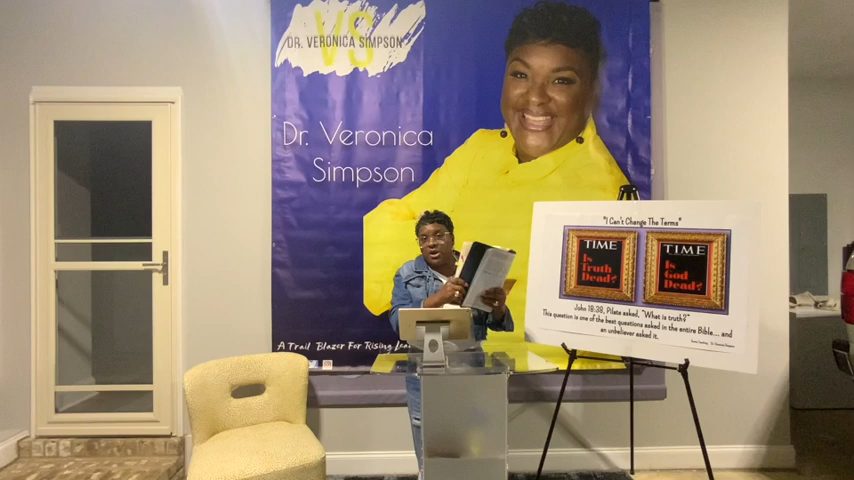 VS
DR. VERONICA SIMPSON
Dr. Veronica
Simpson
A Trail Blazer For Rising
"I Can't Change The Terms"
TIME
Is
Truth
Dead?
TIME
Is
God
Dead?
John 18:38, Pilate asked, "What is truth?"
This question is one of the best questions asked in the entire Bible... and
an unbeliever asked it.